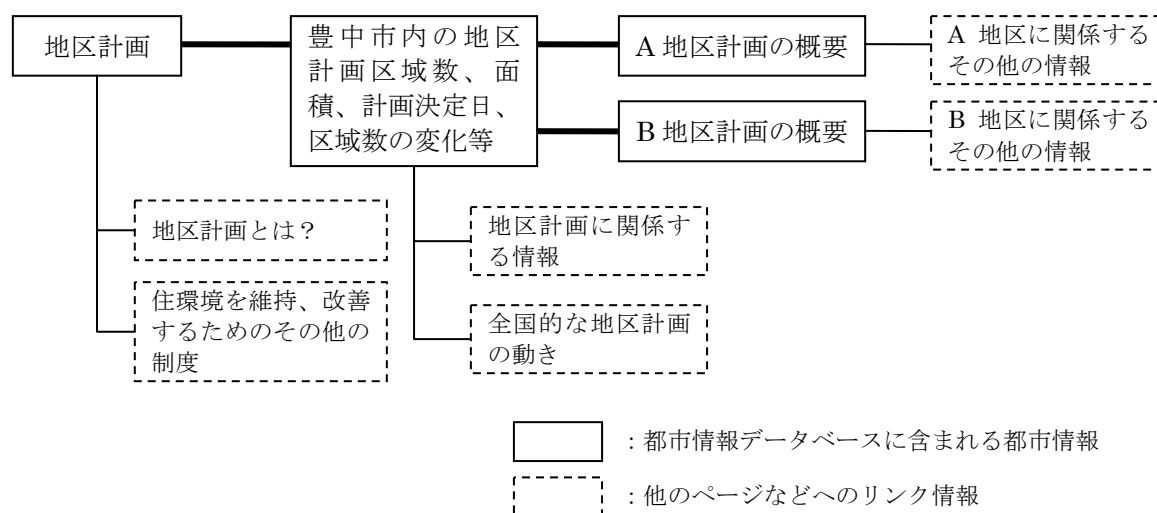 地区計画
豊中市内の地区
計画区域数、面
積、計画決定日、
区域数の変化等
A 地区計画の概要
A 地区に関係する
その他の情報
B 地区計画の概要
B 地区に関係する
その他の情報
地区計画とは？
住環境を維持、改善
するためのその他の
制度
地区計画に関係す
る情報
全国的な地区計画
の動き
：都市情報データベースに含まれる都市情報
：他のページなどへのリンク情報